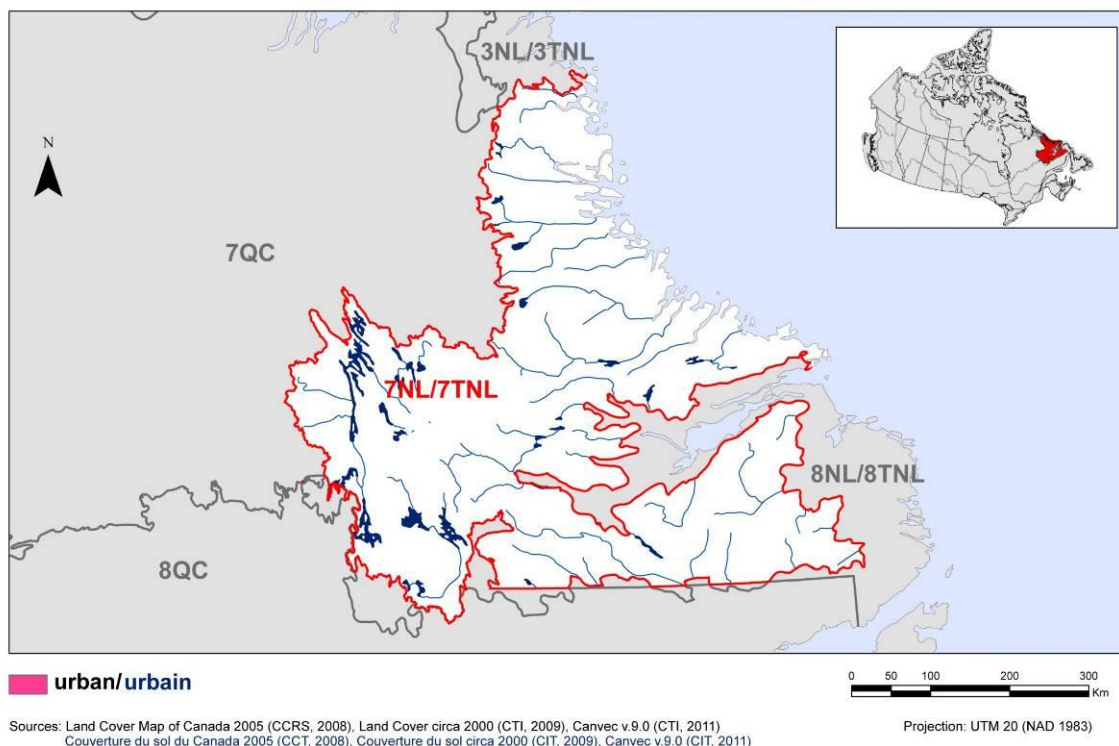 3NL/3TNL
N
7QC
7NL/7TNL
8NL/8TNL
8QC
urban/urbain
0 50 100 200 300
Km
Sources: Land Cover Map of Canada 2005 (CCRS, 2008), Land Cover circa 2000 (CTI, 2009), Canvec v.9.0 (CTI, 2011)
Projection: UTM 20 (NAD 1983)
Couverture du sol du Canada 2005 (CCT, 2008), Couverture du sol circa 2000 (CIT, 2009), Canvec v.9.0 (CIT, 2011)